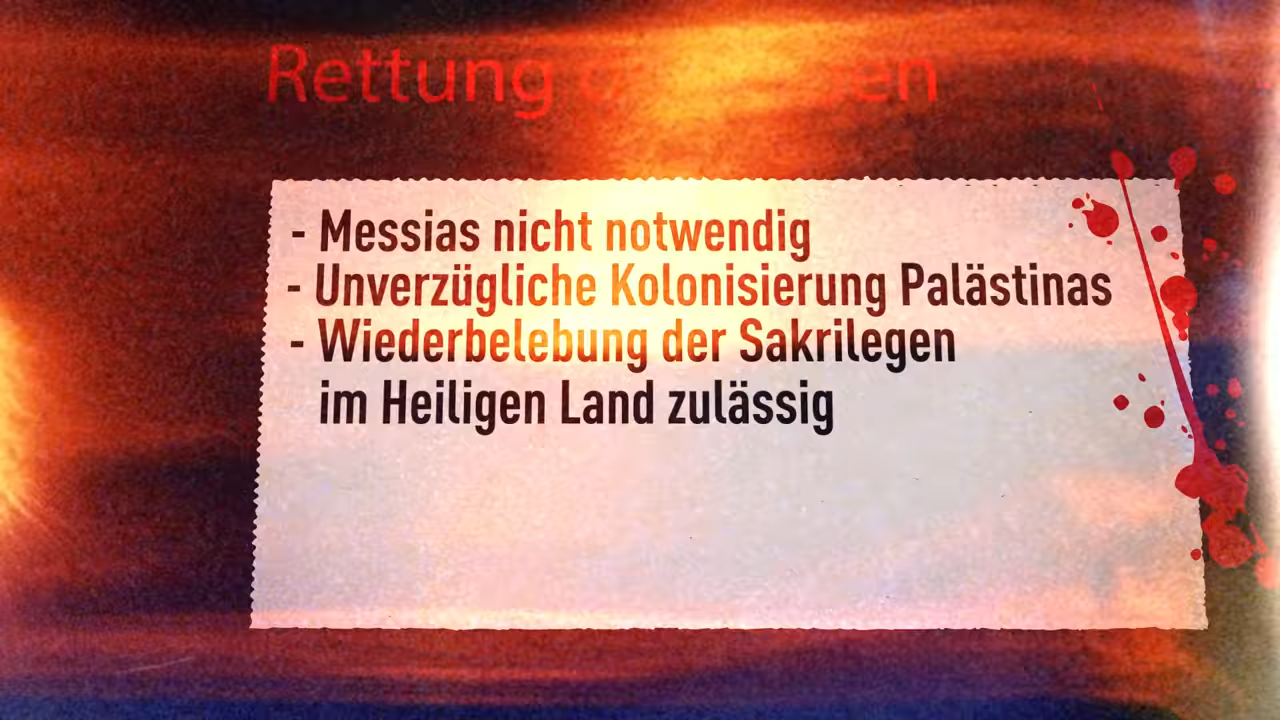 Rettung
- Messias nicht notwendig
- Unverzügliche Kolonisierung Palästinas
- Wiederbelebung der Sakrilegen
im Heiligen Land zulässig